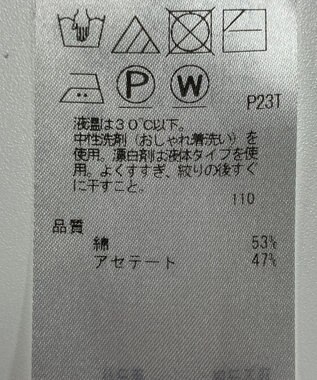 P
W
P23T
液温は30℃以下。
中性洗剤（おしゃれ着洗い）を
使用。漂白剤は液体タイプを使
用。よくすすぎ、絞りの後すぐ
に干すこと。
110
品質
綿 53%
アセテート 47%